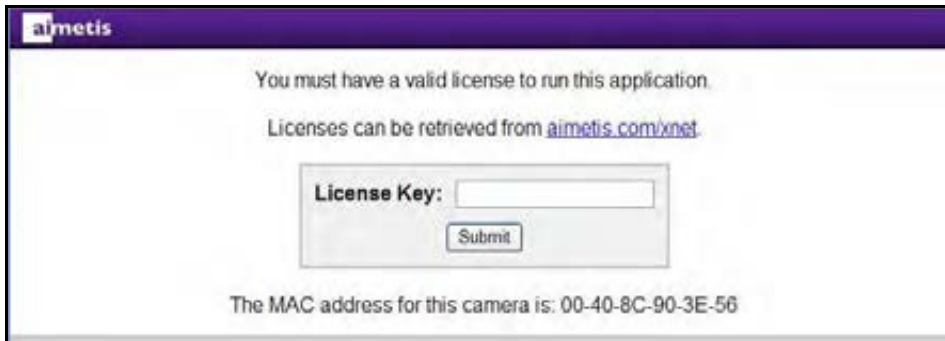 aimetis
You must have a valid license to run this application.
Licenses can be retrieved from aimetis.com/xnet.
License Key:
Submit
The MAC address for this camera is: 00-40-8C-90-3E-56